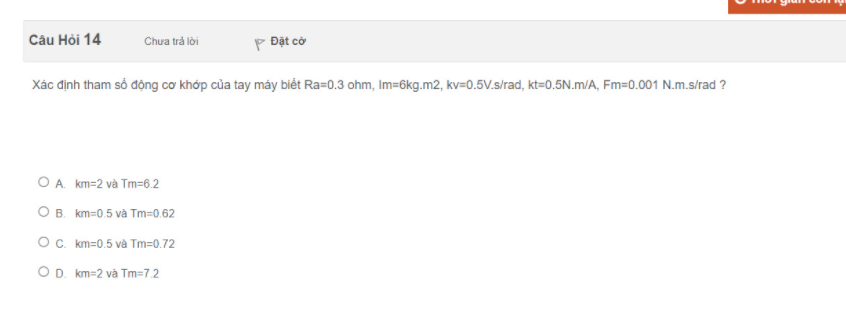 Thời gian còn lại
Câu Hỏi 14 Chưa trả lời Đặt cờ
Xác định tham số động cơ khớp của tay máy biết Ra=0.3 ohm, Im=6kg.m2, kv=0.5V.s/rad, kt=0.5N.m/A, Fm=0.001 N.m.s/rad ?
A. km=2 và Tm=6.2
B. km=0.5 và Tm=0.62
C. km=0.5 và Tm=0.72
D. km=2 và Tm=7.2